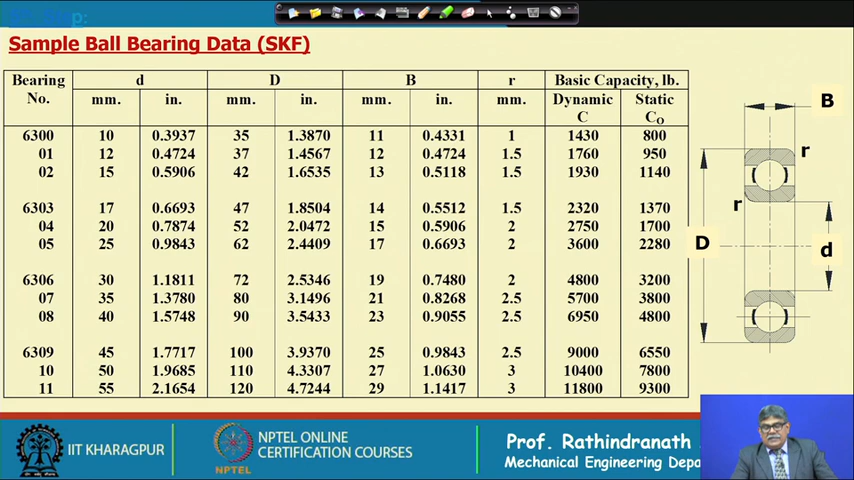 Sample Ball Bearing Data (SKF)
Bearing No. d D B r Basic Capacity, lb.
mm. in. mm. in. mm. in. mm. Dynamic C Static Co
6300 10 0.3937 35 1.3870 11 0.4331 1 1430 800
01 12 0.4724 37 1.4567 12 0.4724 1.5 1760 950
02 15 0.5906 42 1.6535 13 0.5118 1.5 1930 1140
6303 17 0.6693 47 1.8504 14 0.5512 1.5 2320 1370
04 20 0.7874 52 2.0472 15 0.5906 2 2750 1700
05 25 0.9843 62 2.4409 17 0.6693 2 3600 2280
6306 30 1.1811 72 2.5346 19 0.7480 2 4800 3200
07 35 1.3780 80 3.1496 21 0.8268 2.5 5700 3800
08 40 1.5748 90 3.5433 23 0.9055 2.5 6950 4800
6309 45 1.7717 100 3.9370 25 0.9843 2.5 9000 6550
10 50 1.9685 110 4.3307 27 1.0630 3 10400 7800
11 55 2.1654 120 4.7244 29 1.1417 3 11800 9300
B
r
r
D
d
IIT KHARAGPUR
NPTEL
NPTEL ONLINE
CERTIFICATION COURSES
Prof. Rathindranath
Mechanical Engineering Depa